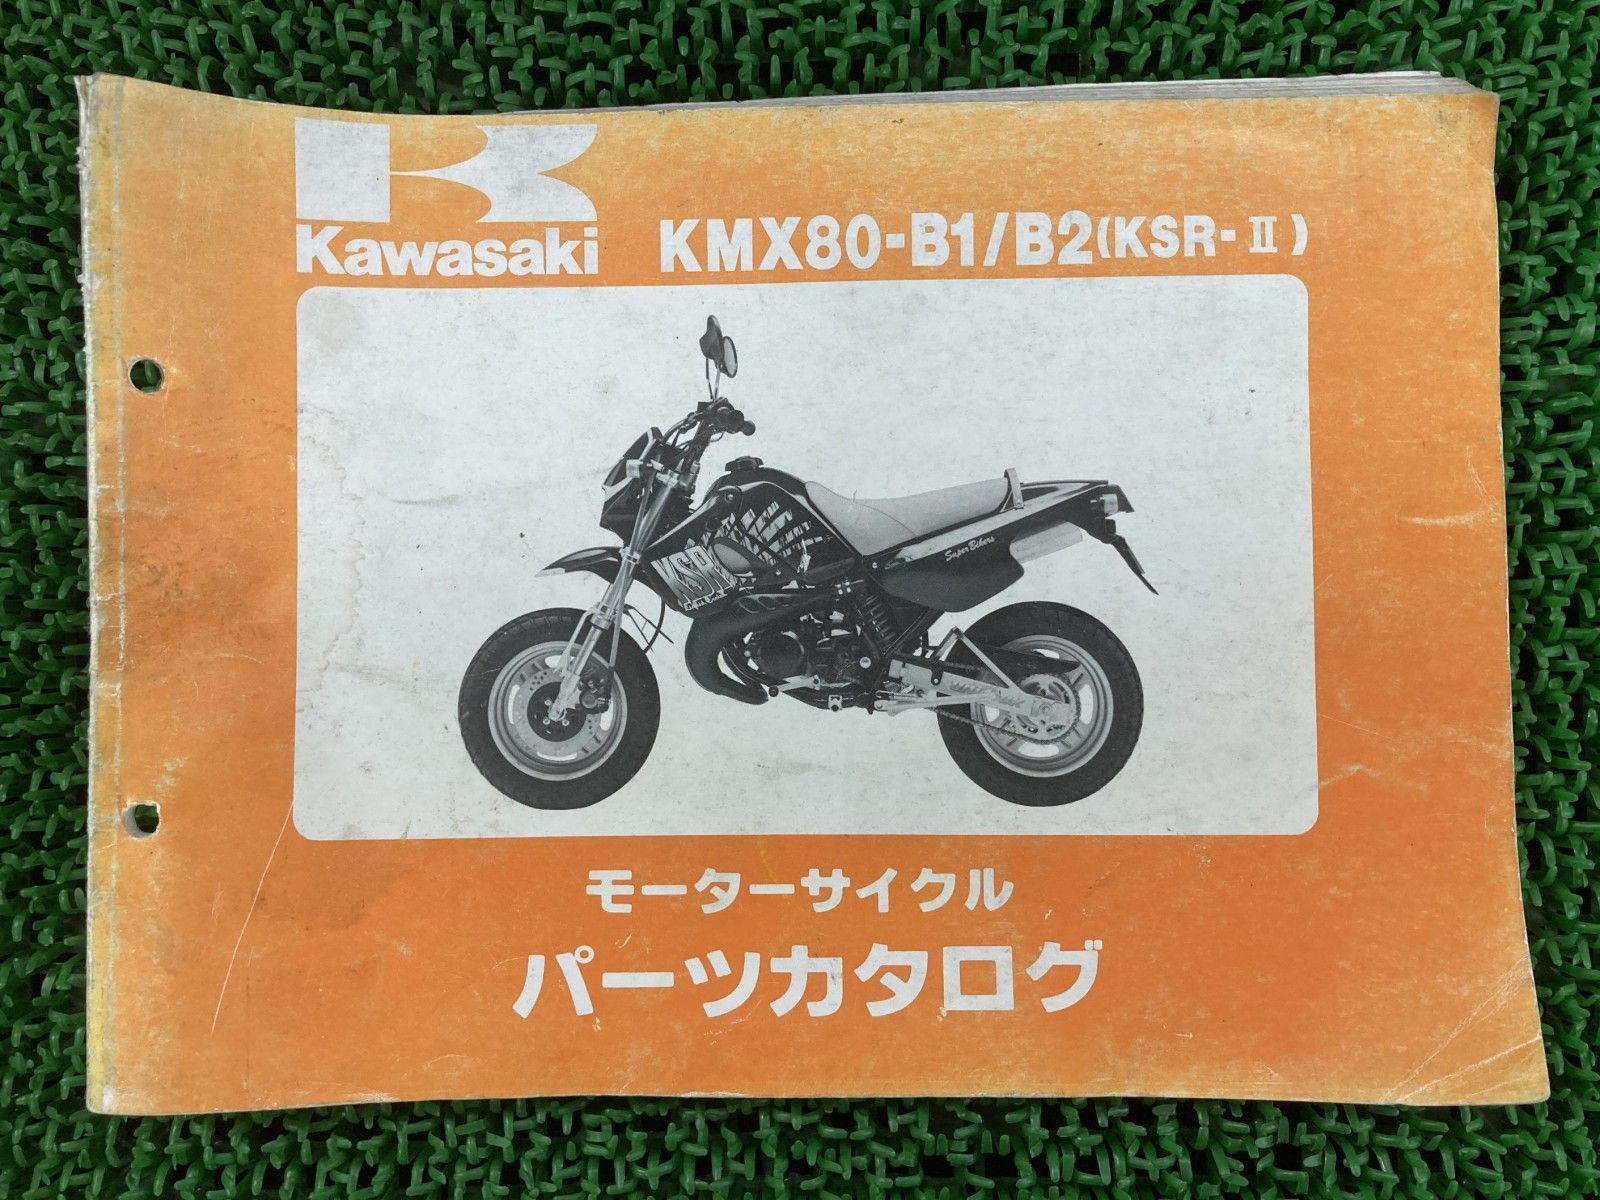 Kawasaki
KMX80-B1/B2(KSR-II)
KSR
Super Bikers
モーターサイクル
パーツカタログ